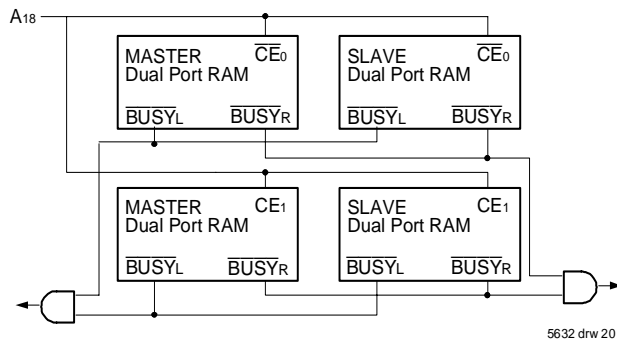 A18
MASTER
Dual Port RAM
CE0
BUSYL
BUSYR
SLAVE
Dual Port RAM
CE0
BUSYL
BUSYR
MASTER
Dual Port RAM
CE1
BUSYL
BUSYR
SLAVE
Dual Port RAM
CE1
BUSYL
BUSYR
5632 drw 20